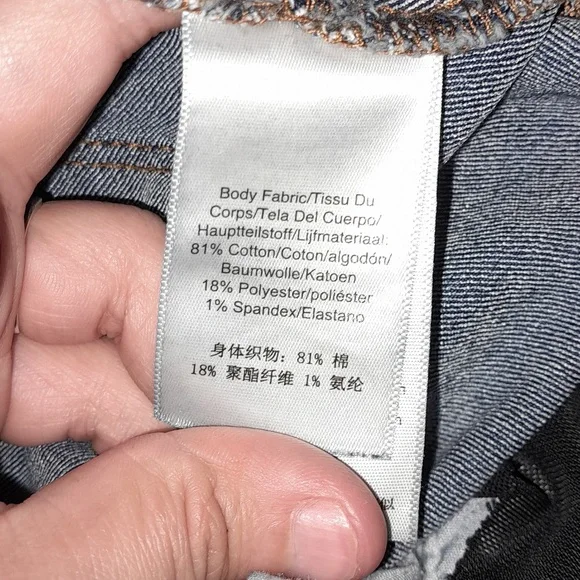 Body Fabric/Tissu Du
Corps/Tela Del Cuerpo/
Hauptteilstoff/Lijfmateriaal:
81% Cotton/Coton/algodón/
Baumwolle/Katoen
18% Polyester/poliéster
1% Spandex/Elastano
身体织物: 81% 棉
18% 聚酯纤维 1% 氨纶